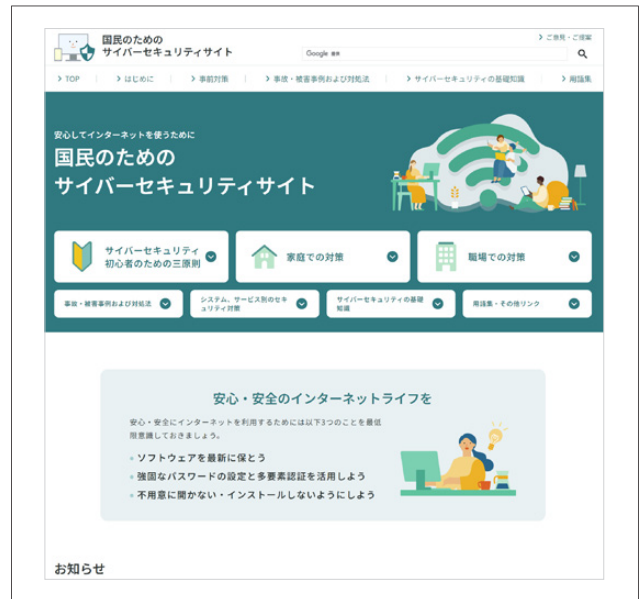 国民のための
サイバーセキュリティサイト
ご意見・ご提案
Google 検索
TOP
はじめに
事前対策
事故・被害事例および対処法
サイバーセキュリティの基礎知識
用語集
安心してインターネットを使うために
国民のための
サイバーセキュリティサイト
サイバーセキュリティ
初心者のための三原則
家庭での対策
職場での対策
事故・被害事例および対処法
システム、サービス別のセキ
ュリティ対策
サイバーセキュリティの基礎
知識
用語集・その他リンク
安心・安全のインターネットライフを
安心・安全にインターネットを利用するためには以下3つのことを最低
限意識しておきましょう。
ソフトウェアを最新に保とう
強固なパスワードの設定と多要素認証を活用しよう
不用意に開かない・インストールしないようにしよう
お知らせ